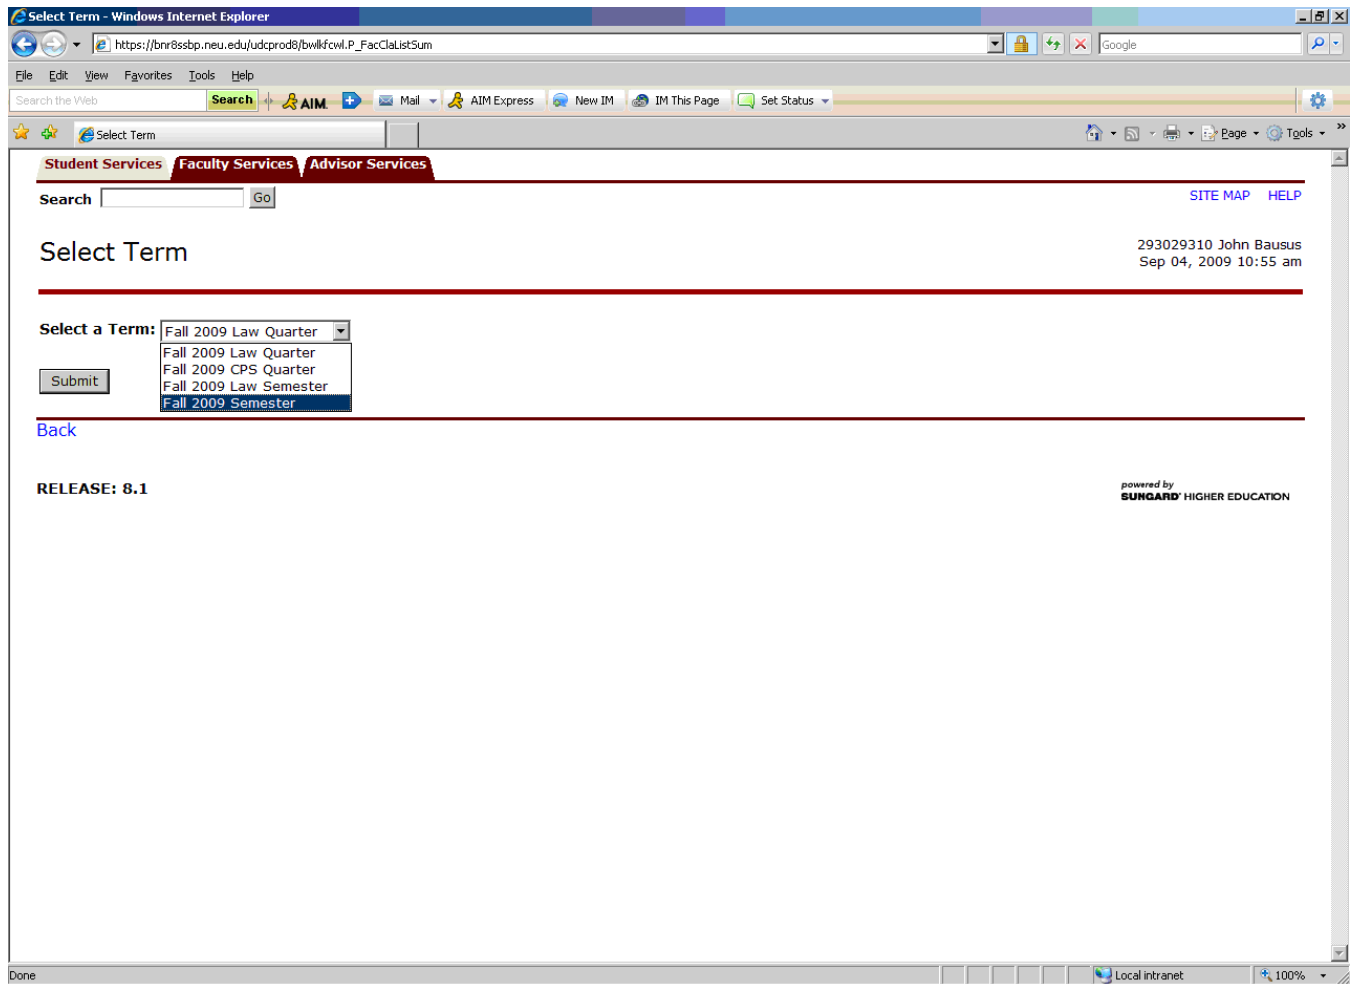 Select Term - Windows Internet Explorer
https://bnr8ssbp.neu.edu/udcprod8/bwlkfcwl.P_FacClaListSum
Google
File Edit View Favorites Tools Help
Search the Web Search AIM. Mail AIM Express New IM IM This Page Set Status
Select Term Page Tools »
Student Services Faculty Services Advisor Services
Search Go SITE MAP HELP
Select Term
293029310 John Bausus
Sep 04, 2009 10:55 am
Select a Term: Fall 2009 Law Quarter
Fall 2009 Law Quarter
Fall 2009 CPS Quarter
Fall 2009 Law Semester
Fall 2009 Semester
Submit
Back
RELEASE: 8.1
powered by
SUNGARD' HIGHER EDUCATION
Done Local intranet 100%